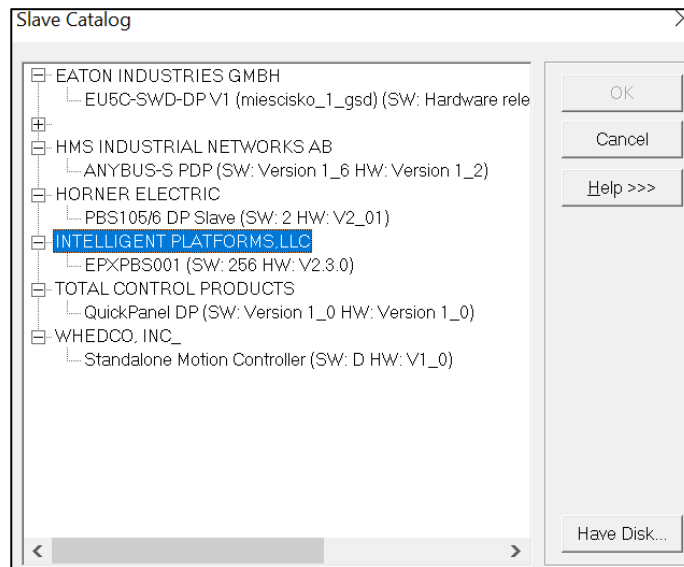 Slave Catalog
EATON INDUSTRIES GMBH
EU5C-SWD-DP V1 (miescisko_1_gsd) (SW: Hardware rele
HMS INDUSTRIAL NETWORKS AB
ANYBUS-S PDP (SW: Version 1_6 HW: Version 1_2)
HORNER ELECTRIC
PBS105/6 DP Slave (SW: 2 HW: V2_01)
INTELLIGENT PLATFORMS,LLC
EPXPBS001 (SW: 256 HW: V2.3.0)
TOTAL CONTROL PRODUCTS
QuickPanel DP (SW: Version 1_0 HW: Version 1_0)
WHEDCO, INC_
Standalone Motion Controller (SW: D HW: V1_0)
OK
Cancel
Help >>>
Have Disk...